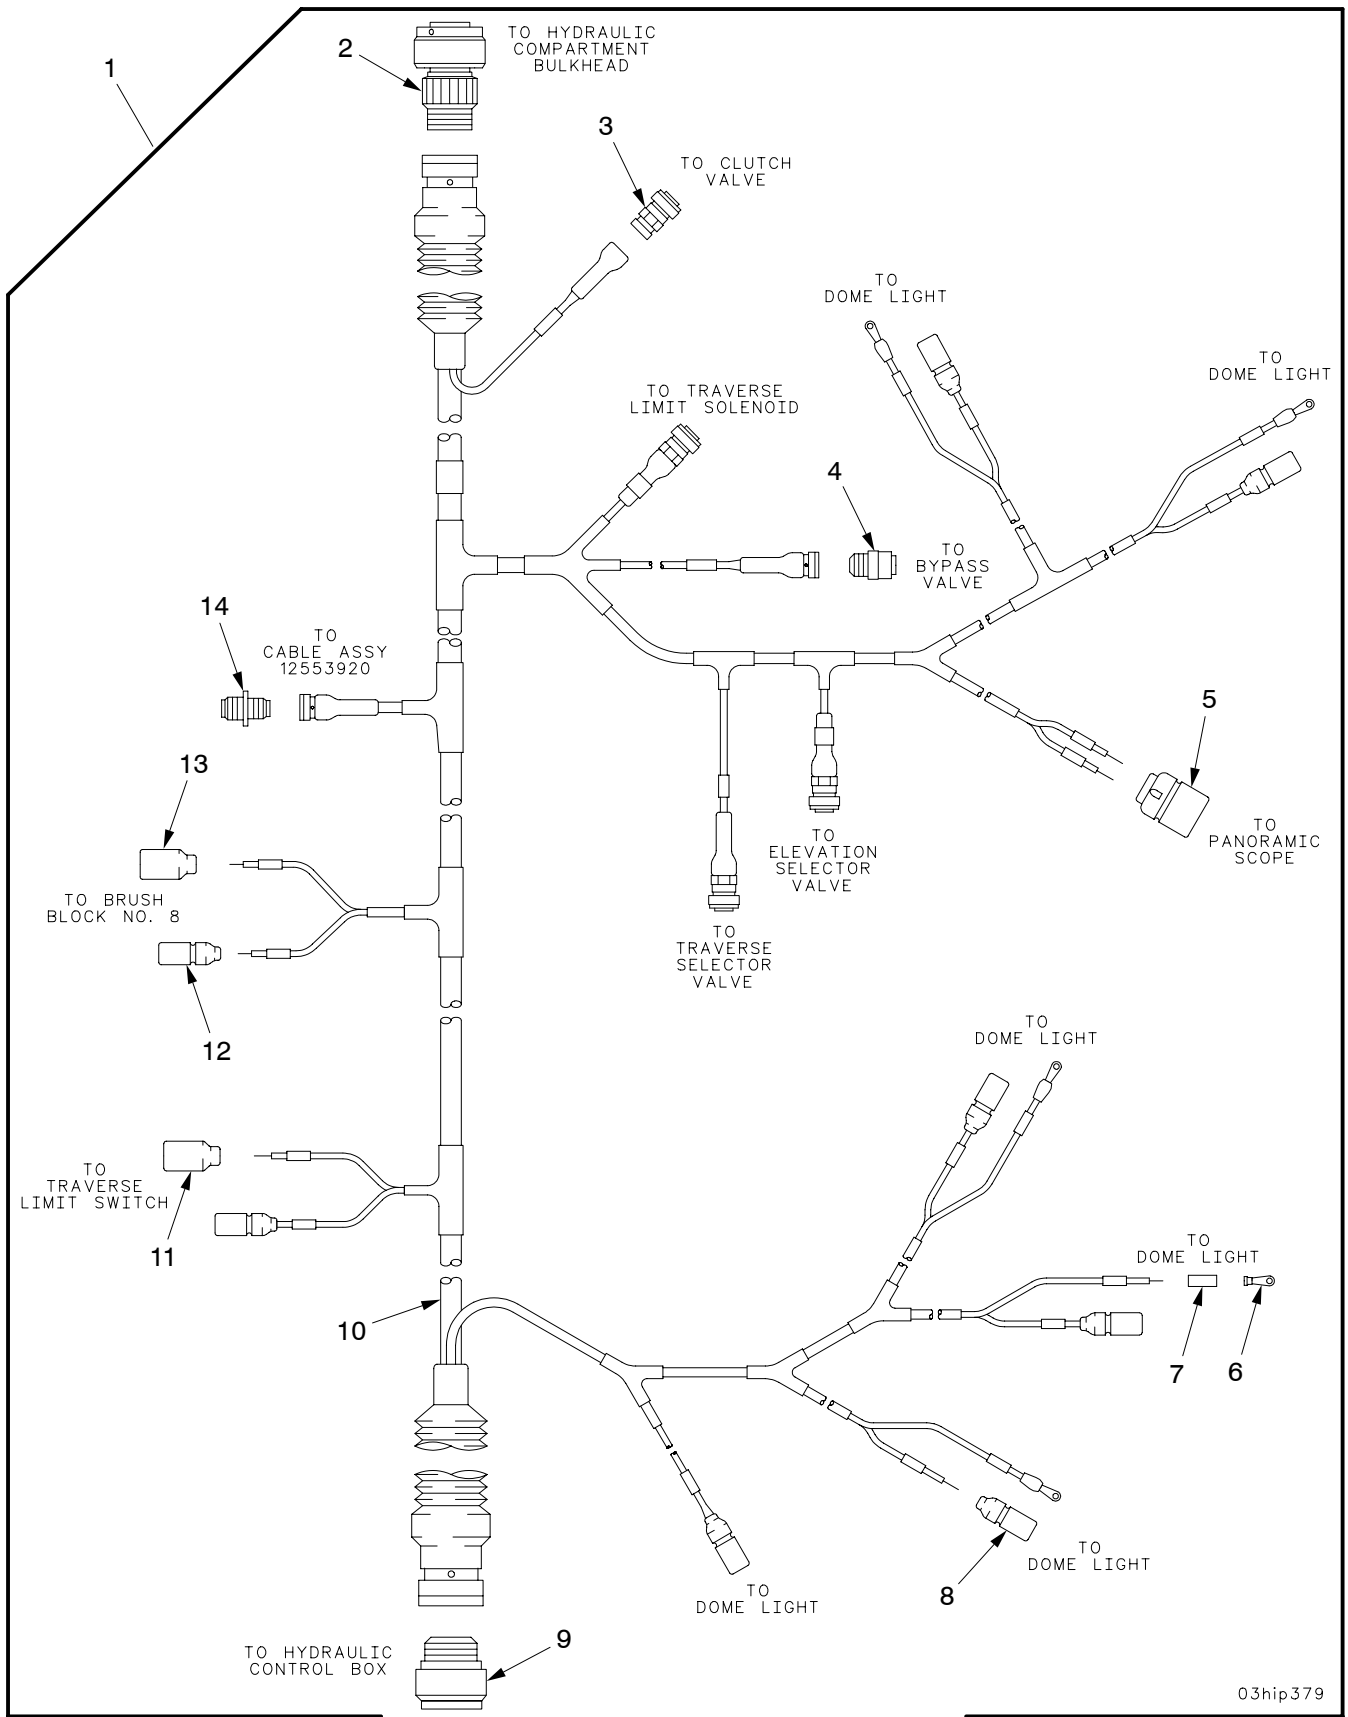 TO HYDRAULIC
COMPARTMENT
BULKHEAD
2
1
3
TO CLUTCH
VALVE
TO
DOME LIGHT
TO
DOME LIGHT
TO TRAVERSE
LIMIT SOLENOID
4
TO
BYPASS
VALVE
14
TO
CABLE ASSY
12553920
5
13
TO
PANORAMIC
SCOPE
TO
ELEVATION
SELECTOR
VALVE
TO BRUSH
BLOCK NO. 8
TO
TRAVERSE
SELECTOR
VALVE
12
TO
DOME LIGHT
TO
TRAVERSE
LIMIT SWITCH
11
TO
DOME LIGHT
10
7
6
TO
DOME LIGHT
8
TO
DOME LIGHT
9
TO HYDRAULIC
CONTROL BOX
03hip379